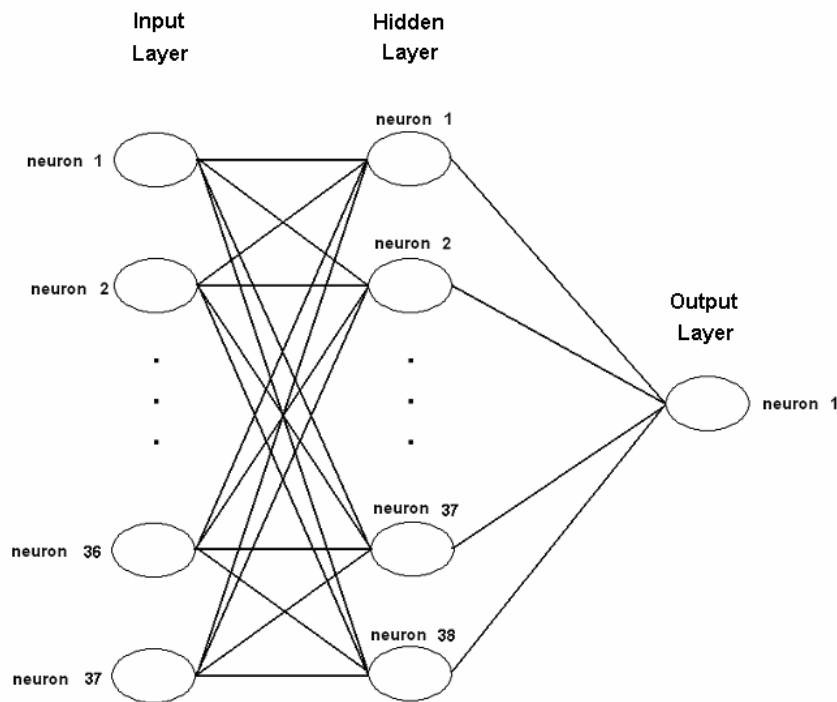 Input
Layer
Hidden
Layer
neuron 1
neuron 1
neuron 2
neuron 2
Output
Layer
neuron 1
neuron 37
neuron 36
neuron 38
neuron 37